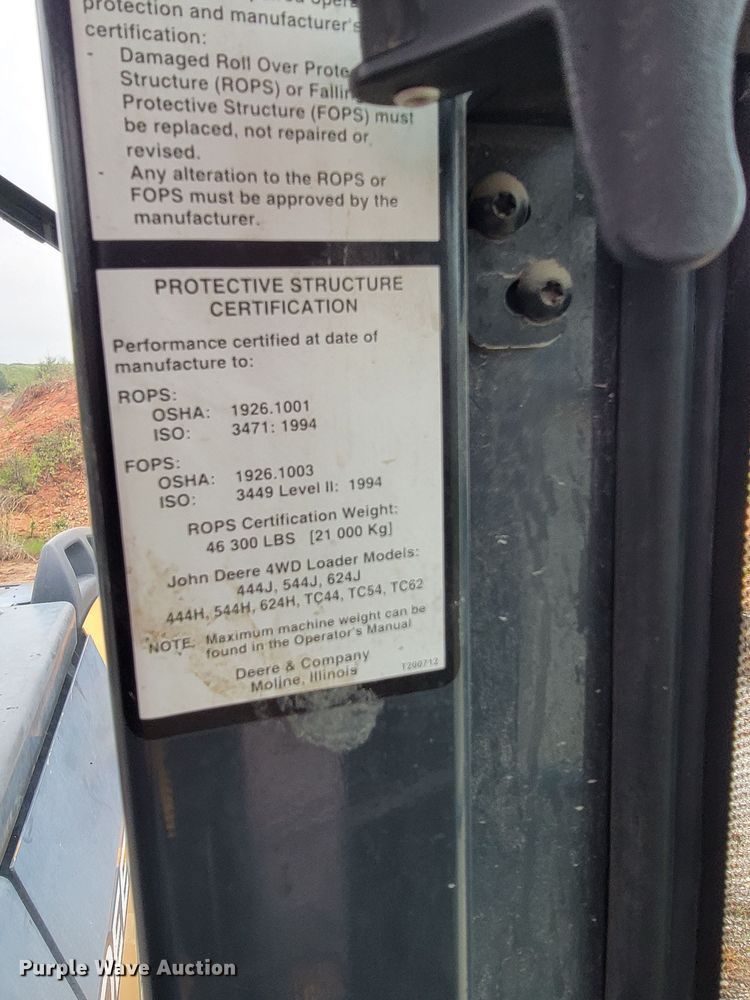 protection and manufacturer's
certification:
- Damaged Roll Over
Structure (ROPS) or
Protective Structure (FOPS) must
be replaced, not repaired or
revised.
- Any alteration to the ROPS or
FOPS must be approved by the
manufacturer.
PROTECTIVE STRUCTURE
CERTIFICATION
Performance certified at date of
manufacture to:
ROPS:
OSHA: 1926.1001
ISO: 3471: 1994
FOPS:
OSHA: 1926.1003
ISO: 3449 Level II: 1994
ROPS Certification Weight:
46 300 LBS [21 000 Kg]
John Deere 4WD Loader Models:
444J, 544J, 624J
444H, 544H, 624H, TC44, TC54, TC62
NOTE: Maximum machine weight can be
found in the Operator's Manual
Deere & Company
Moline, Illinois
T200712
Purple Wave Auction